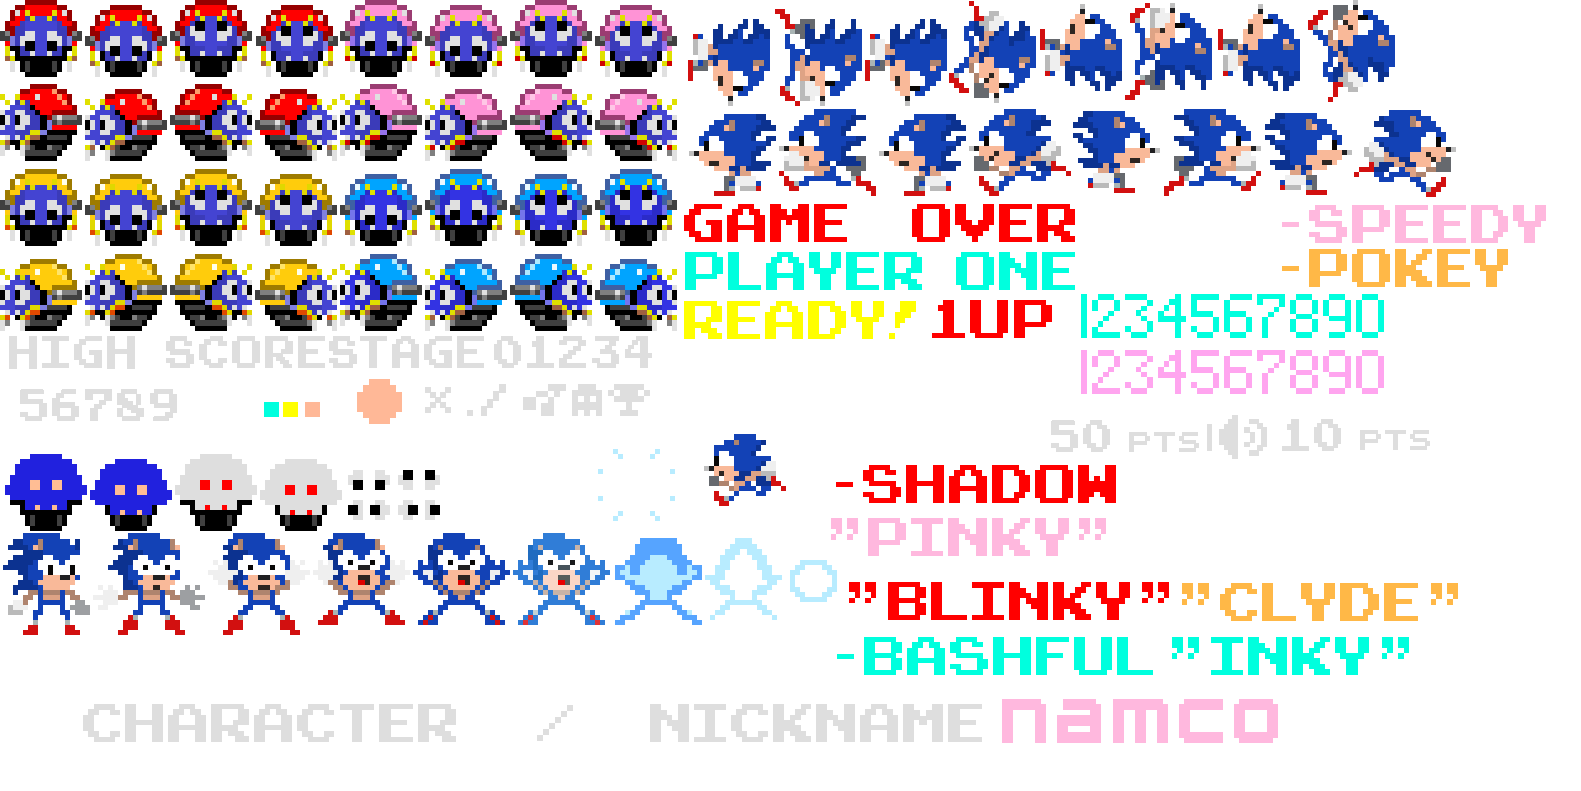 GAME OVER
-SPEEDY
PLAYER ONE
-POKEY
READY! 1UP
1234567890
HIGH SCORESTAGE01234
1234567890
56789
x./
50 PTS
10 PTS
-SHADOW
"PINKY"
"BLINKY""CLYDE"
-BASHFUL"INKY"
CHARACTER / NICKNAME
namco